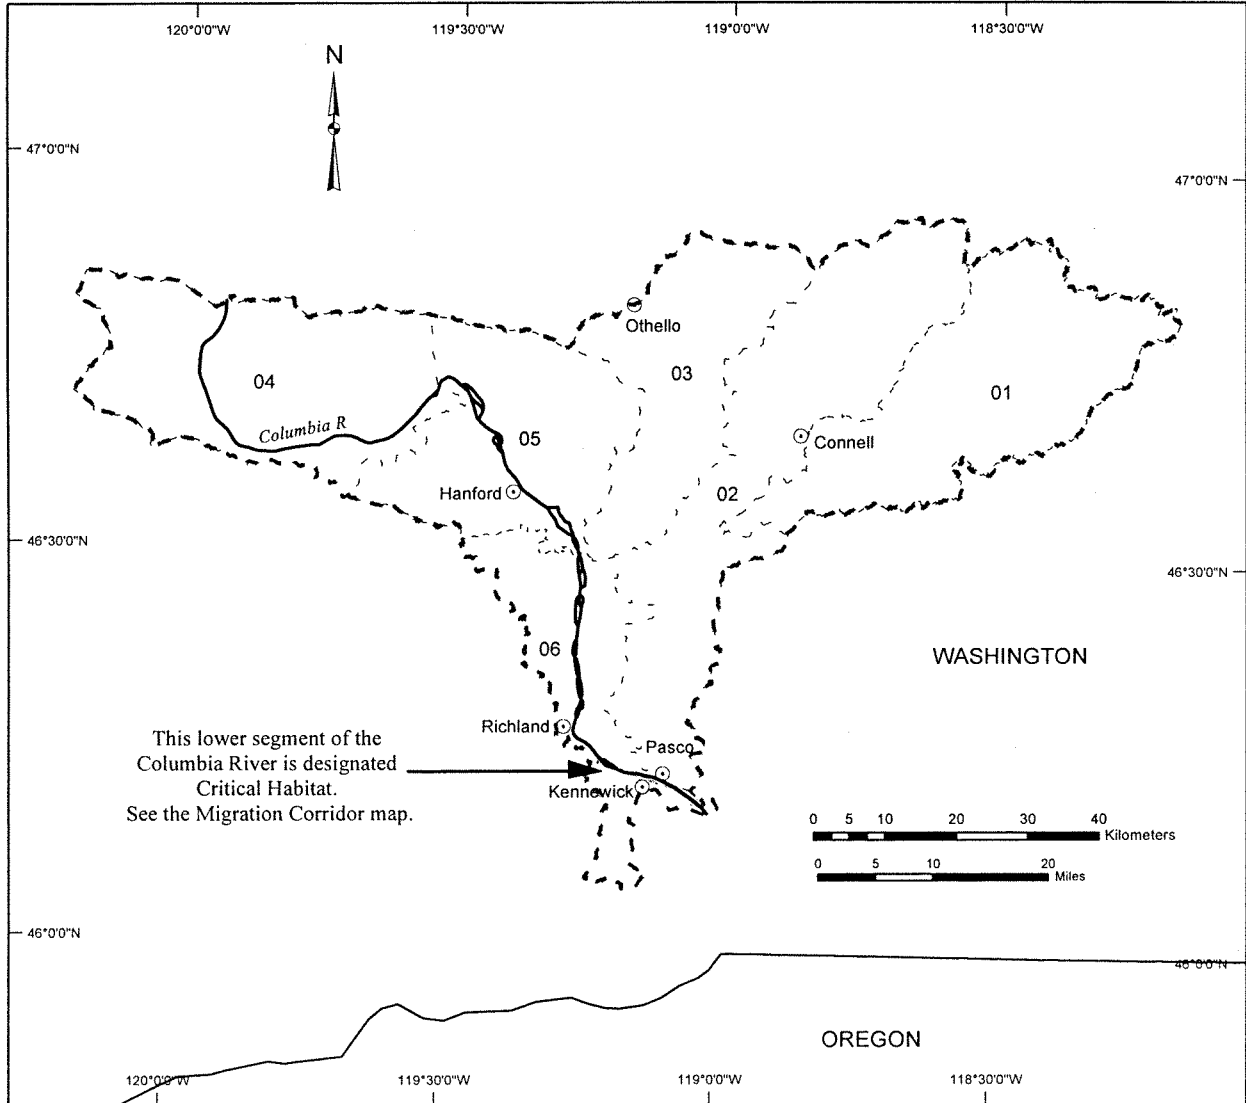 120°0'0"W
119°30'0"W
119°0'0"W
118°30'0"W
N
47°0'0"N
47°0'0"N
Othello
03
04
01
Columbia R
05
Connell
Hanford
02
46°30'0"N
46°30'0"N
06
WASHINGTON
Richland
This lower segment of the
Columbia River is designated
Critical Habitat.
See the Migration Corridor map.
Pasco
Kennewick
0 5 10 20 30 40
Kilometers
0 5 10 20
Miles
46°0'0"N
46°0'0"N
OREGON
120°0'0"W
119°30'0"W
119°0'0"W
118°30'0"W